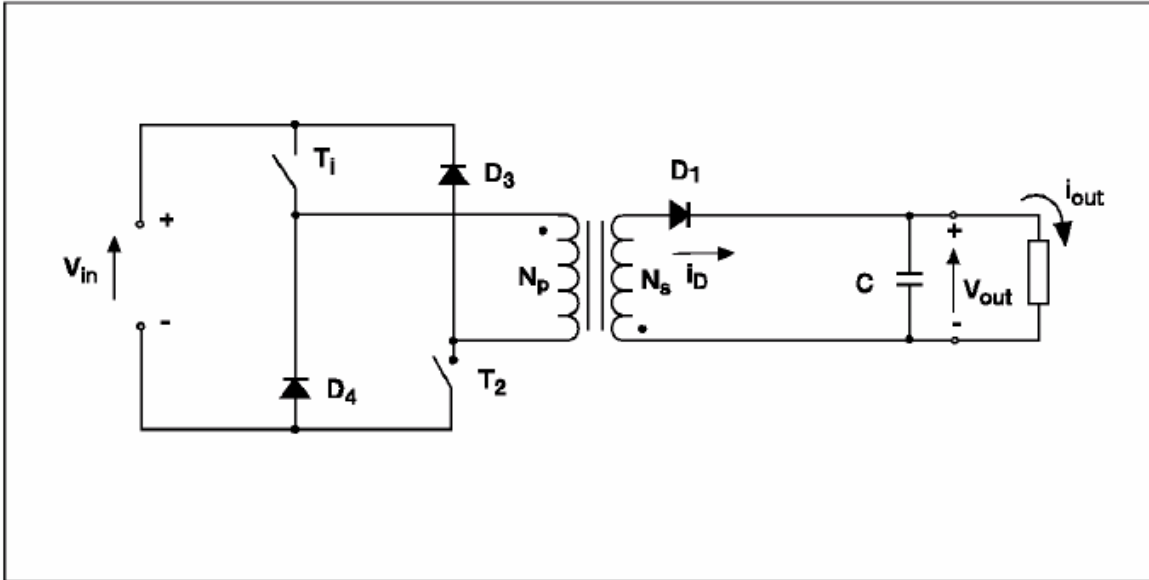 Ti
D3
D1
iout
+
Vin
Np
Ns
iD
C
+
Vout
-
-
D4
T2